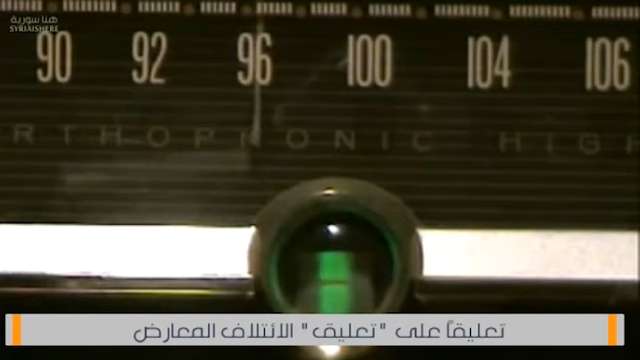 هنا سورية
SYRIAISHERE
90 92 96 100 104 106
RTHOPHONIC HIGH
تعليقاً على "تعليق" الائتلاف المعارض